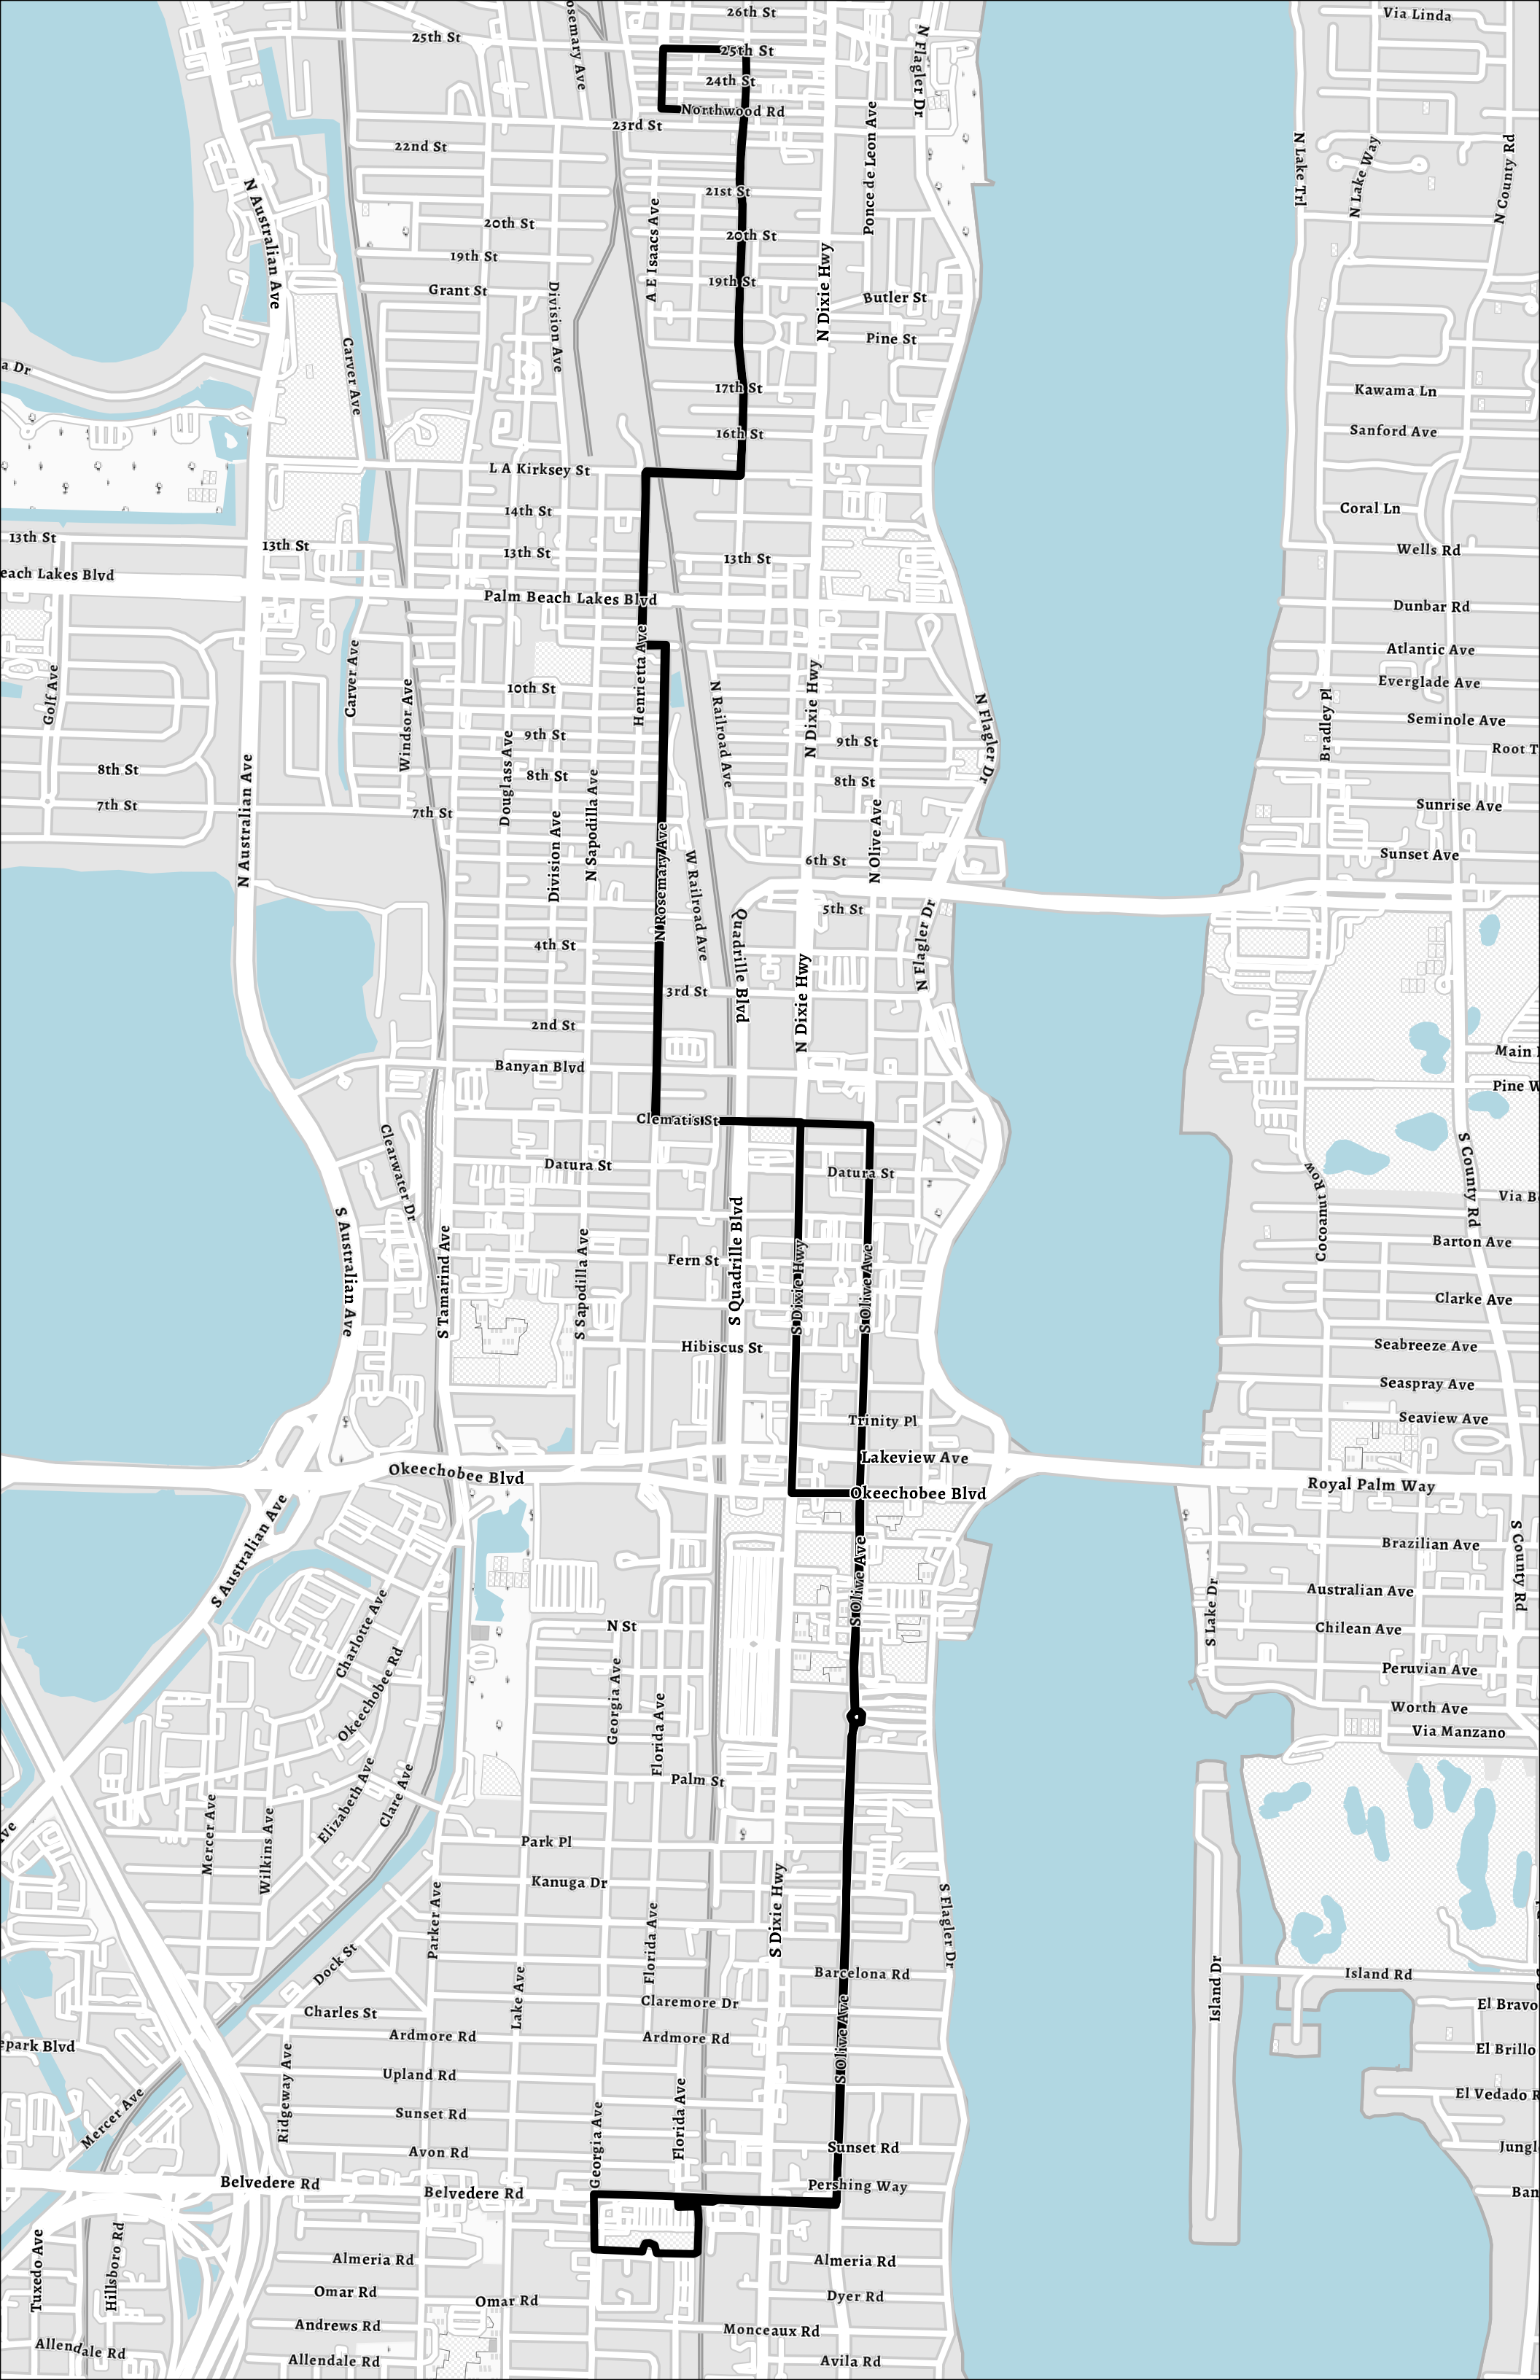 26th St
Via Linda
25th St
25th St
24th St
Northwood Rd
23rd St
22nd St
N Flagler Dr
Ponce de Leon Ave
N Lake Trl
N Lake Way
N County Rd
N Australian Ave
21st St
20th St
20th St
A E Isaacs Ave
19th St
19th St
Grant St
Division Ave
N Dixie Hwy
Butler St
Pine St
Carver Ave
17th St
Kawama Ln
16th St
Sanford Ave
L A Kirksey St
14th St
Coral Ln
13th St
13th St
13th St
13th St
Wells Rd
Palm Beach Lakes Blvd
Dunbar Rd
Atlantic Ave
Everglade Ave
Golf Ave
Carver Ave
Windsor Ave
Henrietta Ave
N Railroad Ave
N Dixie Hwy
N Flagler Dr
Bradley Pl
10th St
Seminole Ave
9th St
9th St
8th St
8th St
8th St
7th St
7th St
Sunrise Ave
Douglass Ave
N Sapodilla Ave
Division Ave
N Australian Ave
N Rosemary Ave
W Railroad Ave
N Olive Ave
6th St
Sunset Ave
5th St
Quadrille Blvd
N Flagler Dr
4th St
3rd St
N Dixie Hwy
2nd St
Banyan Blvd
Clematis St
Clearwater Dr
Datura St
Datura St
S County Rd
Cocoanut Row
S Australian Ave
S Tamarind Ave
S Sapodilla Ave
Fern St
S Quadrille Blvd
S Dixie Hwy
S Olive Ave
Barton Ave
Clarke Ave
Hibiscus St
Seabreeze Ave
Seaspray Ave
Trinity Pl
Seaview Ave
Lakeview Ave
Okeechobee Blvd
Okeechobee Blvd
Royal Palm Way
S Australian Ave
S Olive Ave
Brazilian Ave
S County Rd
Australian Ave
S Lake Dr
Chilean Ave
N St
Charlotte Ave
Okeechobee Rd
Georgia Ave
Florida Ave
Peruvian Ave
Worth Ave
Via Manzano
Palm St
Elizabeth Ave
Clare Ave
Mercer Ave
Wilkins Ave
Park Pl
Kanuga Dr
Parker Ave
Florida Ave
S Dixie Hwy
S Flagler Dr
Dock St
Barcelona Rd
Island Dr
Island Rd
Lake Ave
Charles St
Claremore Dr
El Bravo
Ardmore Rd
Ardmore Rd
S Olive Ave
El Brillo
Upland Rd
Ridgeway Ave
Mercer Ave
Sunset Rd
Georgia Ave
Florida Ave
Avon Rd
Sunset Rd
Belvedere Rd
Belvedere Rd
Pershing Way
Tuxedo Ave
Hillsboro Rd
Almeria Rd
Almeria Rd
Omar Rd
Omar Rd
Dyer Rd
Andrews Rd
Monceaux Rd
Allendale Rd
Allendale Rd
Avila Rd